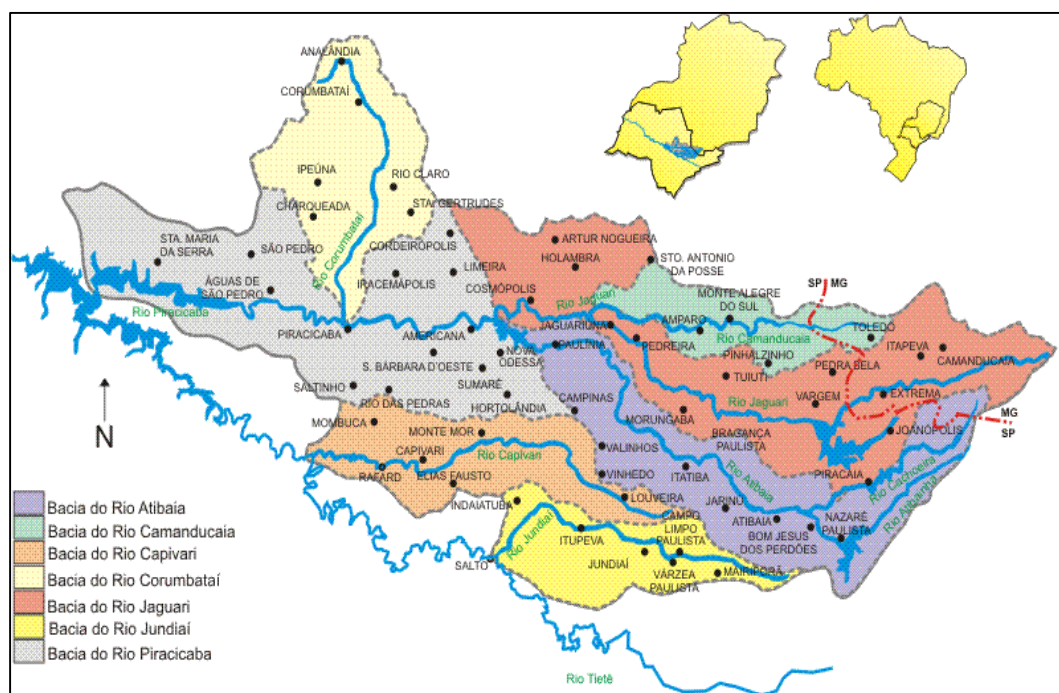 ANALÂNDIA
CORUMBATAÍ
IPEÚNA
RIO CLARO
CHARQUEADA
STA. GERTRUDES
STA. MARIA
DA SERRA
SÃO PEDRO
CORDEIRÓPOLIS
ARTUR NOGUEIRA
HOLAMBRA
STO. ANTONIO
DA POSSE
SP MG
Rio Corumbataí
LIMEIRA
IRACEMÁPOLIS
ÁGUAS DE
SÃO PEDRO
COSMÓPOLIS
Rio Jaguari
MONTE ALEGRE
DO SUL
Rio Piracicaba
PIRACICABA
AMERICANA
JAGUARIÚNA
AMPARO
Rio Camanducaia
TOLEDO
ITAPEVA
PAULÍNIA
PEDREIRA
NOVA
ODESSA
PINHALZINHO
PEDRA BELA
CAMANDUCAIA
S. BÁRBARA D'OESTE
TUIUTI
SALTINHO
SUMARÉ
RIO DAS PEDRAS
HORTOLÂNDIA
CAMPINAS
Rio Jaguari
VARGEM
EXTREMA
MOMBUCA
MORUNGABA
MG
SP
MONTE MOR
BRAGANÇA
PAULISTA
JOANÓPOLIS
N
CAPIVARI
Rio Capivari
VALINHOS
RAFARD
ELIAS FAUSTO
VINHEDO
ITATIBA
Rio Atibaia
PIRACAIA
Rio Cachoeira
Rio Atibainha
INDAIATUBA
LOUVEIRA
JARINU
CAMPO
LIMPO
PAULISTA
ATIBAIA
NAZARÉ
PAULISTA
BOM JESUS
DOS PERDÕES
Rio Jundiaí
ITUPEVA
SALTO
JUNDIAÍ
VÁRZEA
PAULISTA
MAIRIPORÃ
Rio Tietê
Bacia do Rio Atibaia
Bacia do Rio Camanducaia
Bacia do Rio Capivari
Bacia do Rio Corumbataí
Bacia do Rio Jaguari
Bacia do Rio Jundiaí
Bacia do Rio Piracicaba